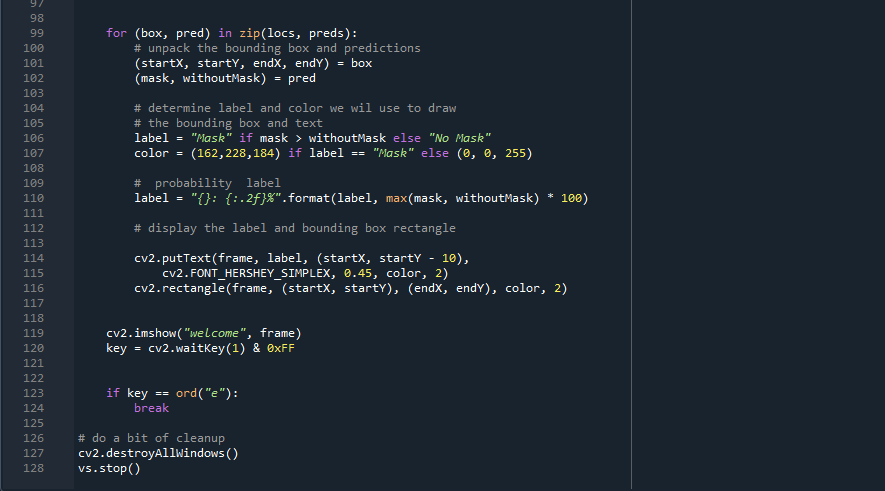 97
98
99 for (box, pred) in zip(locs, preds):
100 # unpack the bounding box and predictions
101 (startX, startY, endX, endY) = box
102 (mask, withoutMask) = pred
103
104 # determine label and color we wil use to draw
105 # the bounding box and text
106 label = "Mask" if mask > withoutMask else "No Mask"
107 color = (162,228,184) if label == "Mask" else (0, 0, 255)
108
109 #  probability  label
110 label = "{}: {:.2f}%".format(label, max(mask, withoutMask) * 100)
111
112 # display the label and bounding box rectangle
113
114 cv2.putText(frame, label, (startX, startY - 10),
115 cv2.FONT_HERSHEY_SIMPLEX, 0.45, color, 2)
116 cv2.rectangle(frame, (startX, startY), (endX, endY), color, 2)
117
118
119 cv2.imshow("welcome", frame)
120 key = cv2.waitKey(1) & 0xFF
121
122
123 if key == ord("e"):
124 break
125
126 # do a bit of cleanup
127 cv2.destroyAllWindows()
128 vs.stop()